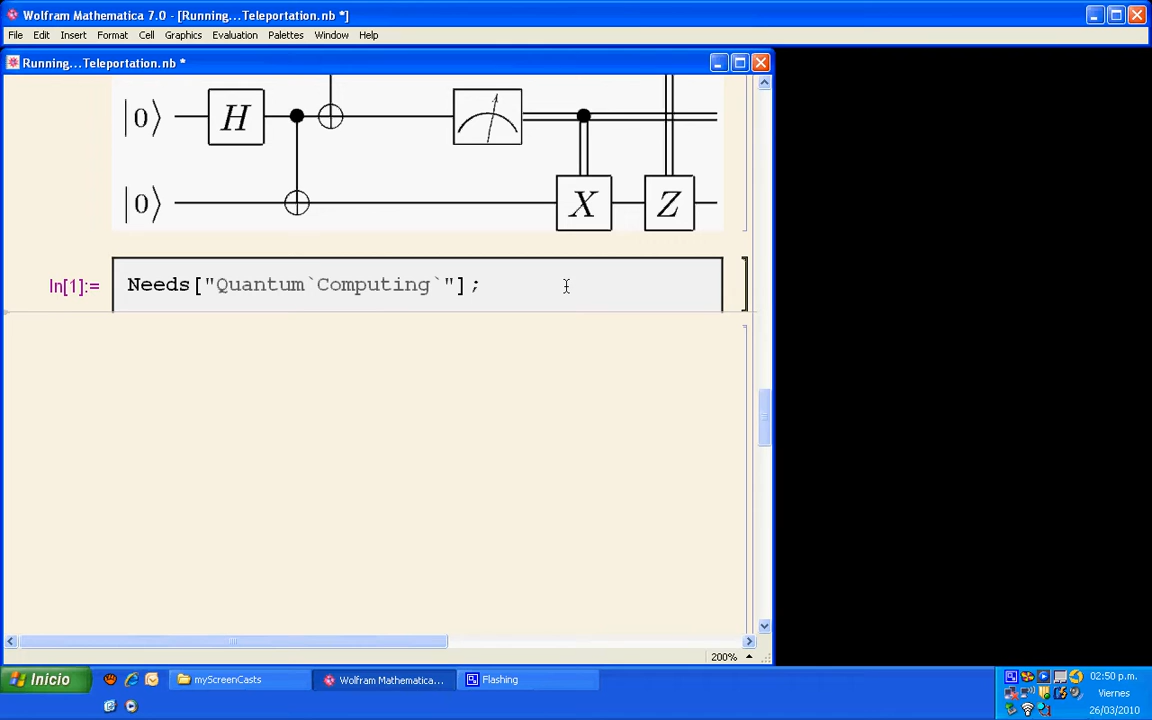 Wolfram Mathematica 7.0 - [Running...Teleportation.nb *]
File Edit Insert Format Cell Graphics Evaluation Palettes Window Help
Running...Teleportation.nb *
|0⟩ H
|0⟩ X Z
In[1]:= Needs["Quantum`Computing`"];
200%
Inicio myScreenCasts Wolfram Mathematica... Flashing 02:50 p.m.
Viernes
26/03/2010